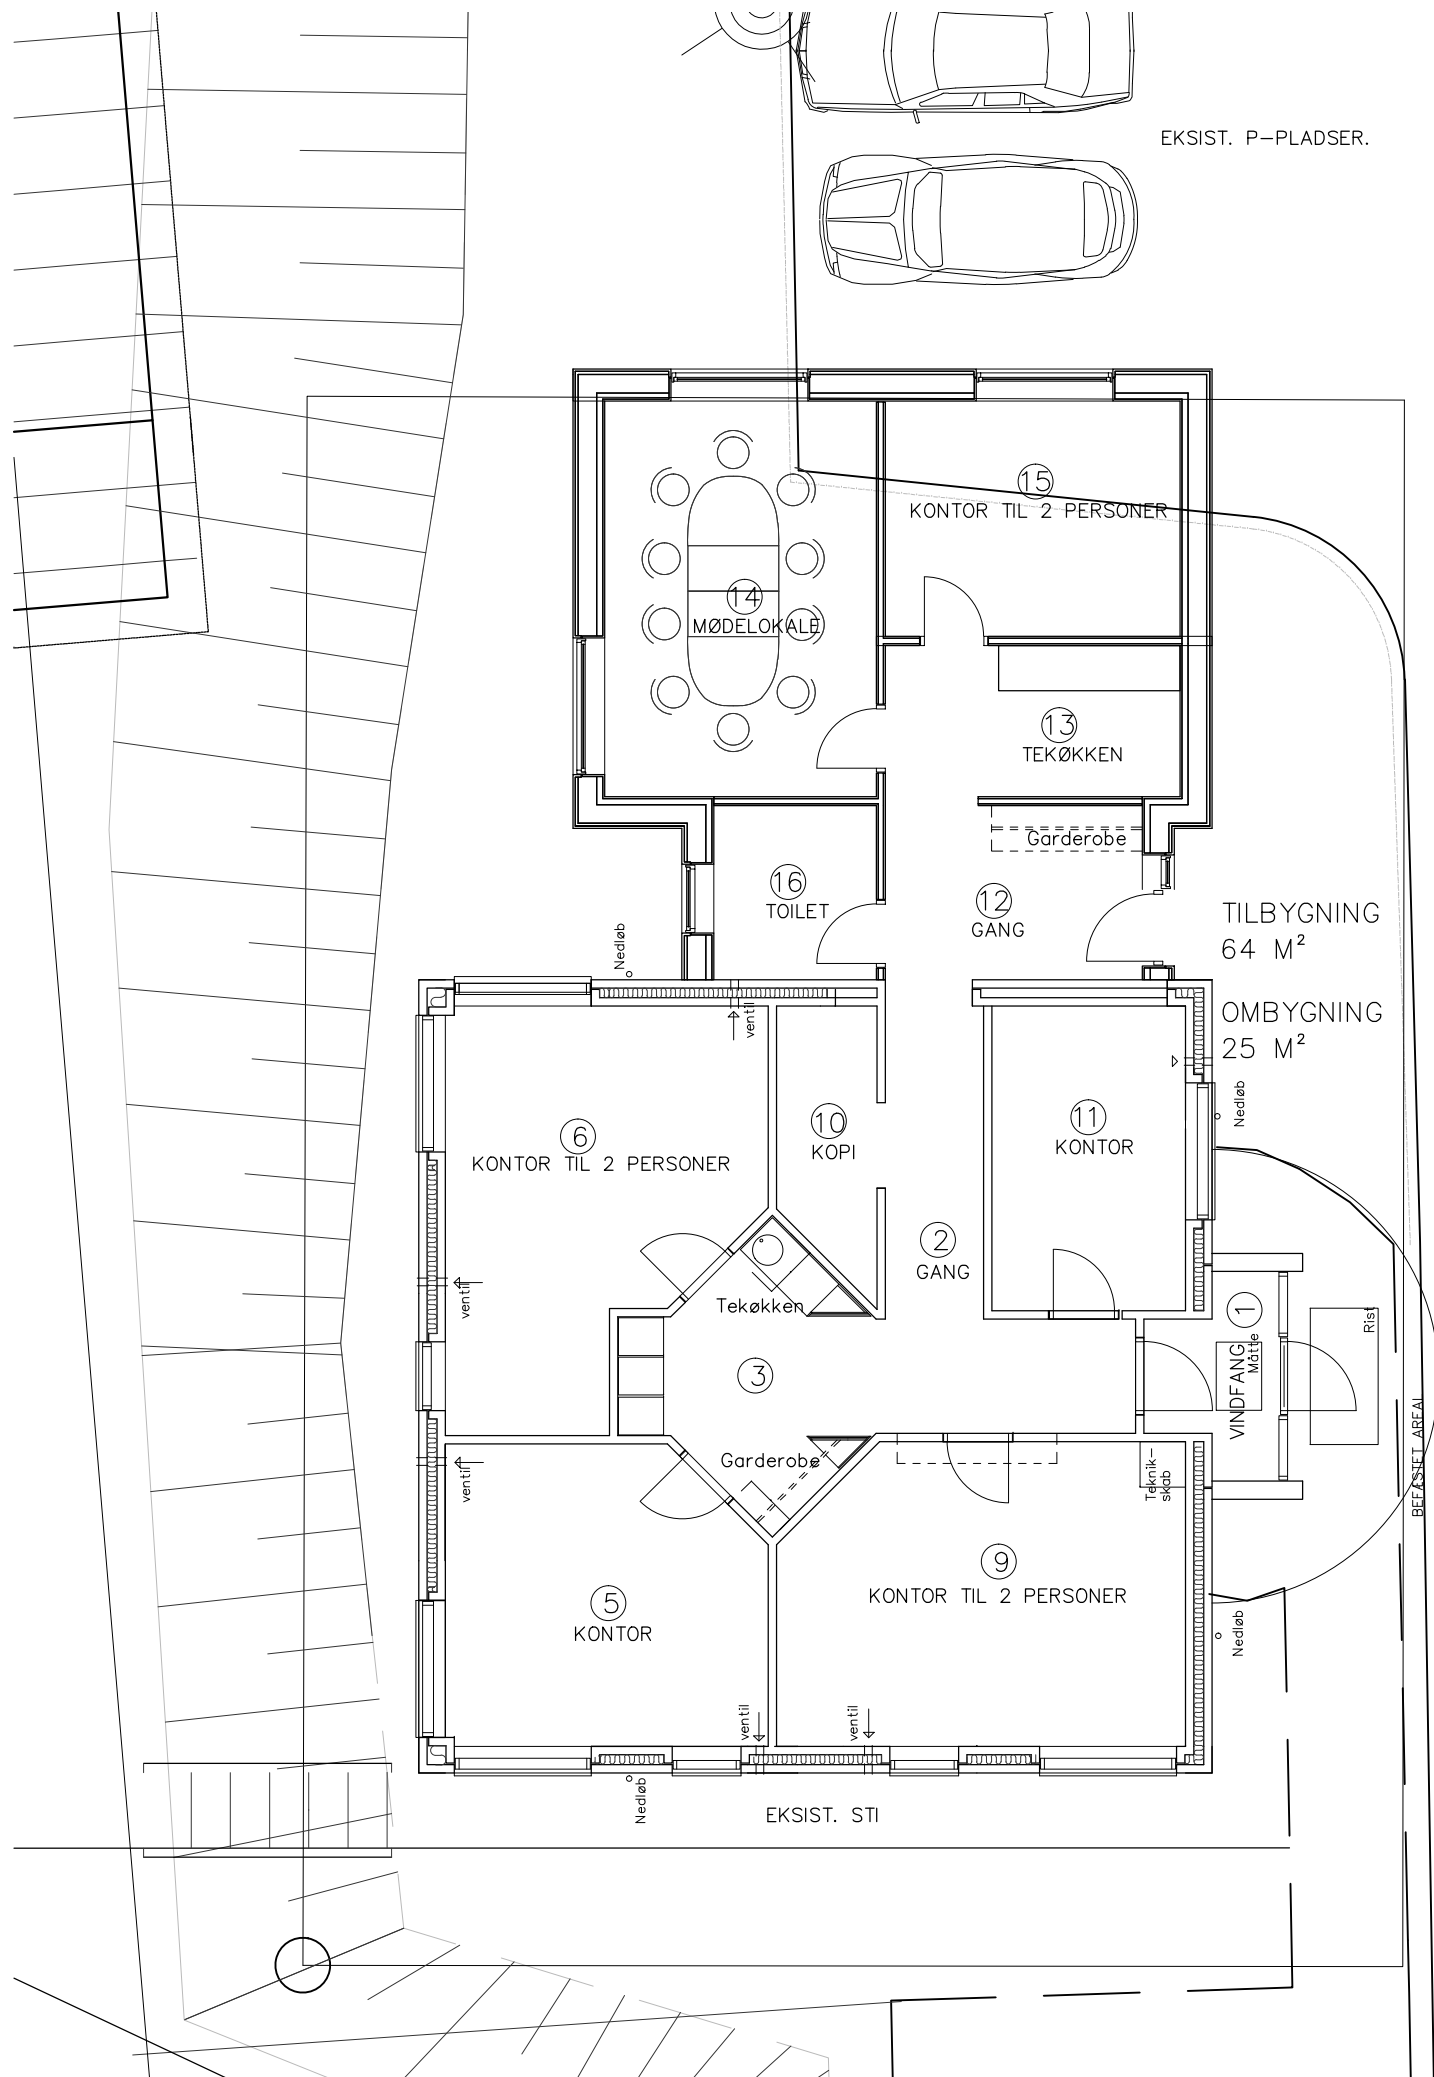 EKSIST. P-PLADSER.
15
KONTOR TIL 2 PERSONER
14
MØDELOKALE
13
TEKØKKEN
Garderobe
16
TOILET
12
GANG
TILBYGNING
64 M²
Nedløb
OMBYGNING
25 M²
ventil
Nedløb
6
KONTOR TIL 2 PERSONER
10
KOPI
11
KONTOR
2
GANG
ventil
Tekøkken
1
VINDFANG
Måtte
Rist
3
BEFÆSTET AREAL
Garderobe
ventil
Teknik-
skab
9
KONTOR TIL 2 PERSONER
5
KONTOR
Nedløb
ventil
ventil
Nedløb
EKSIST. STI